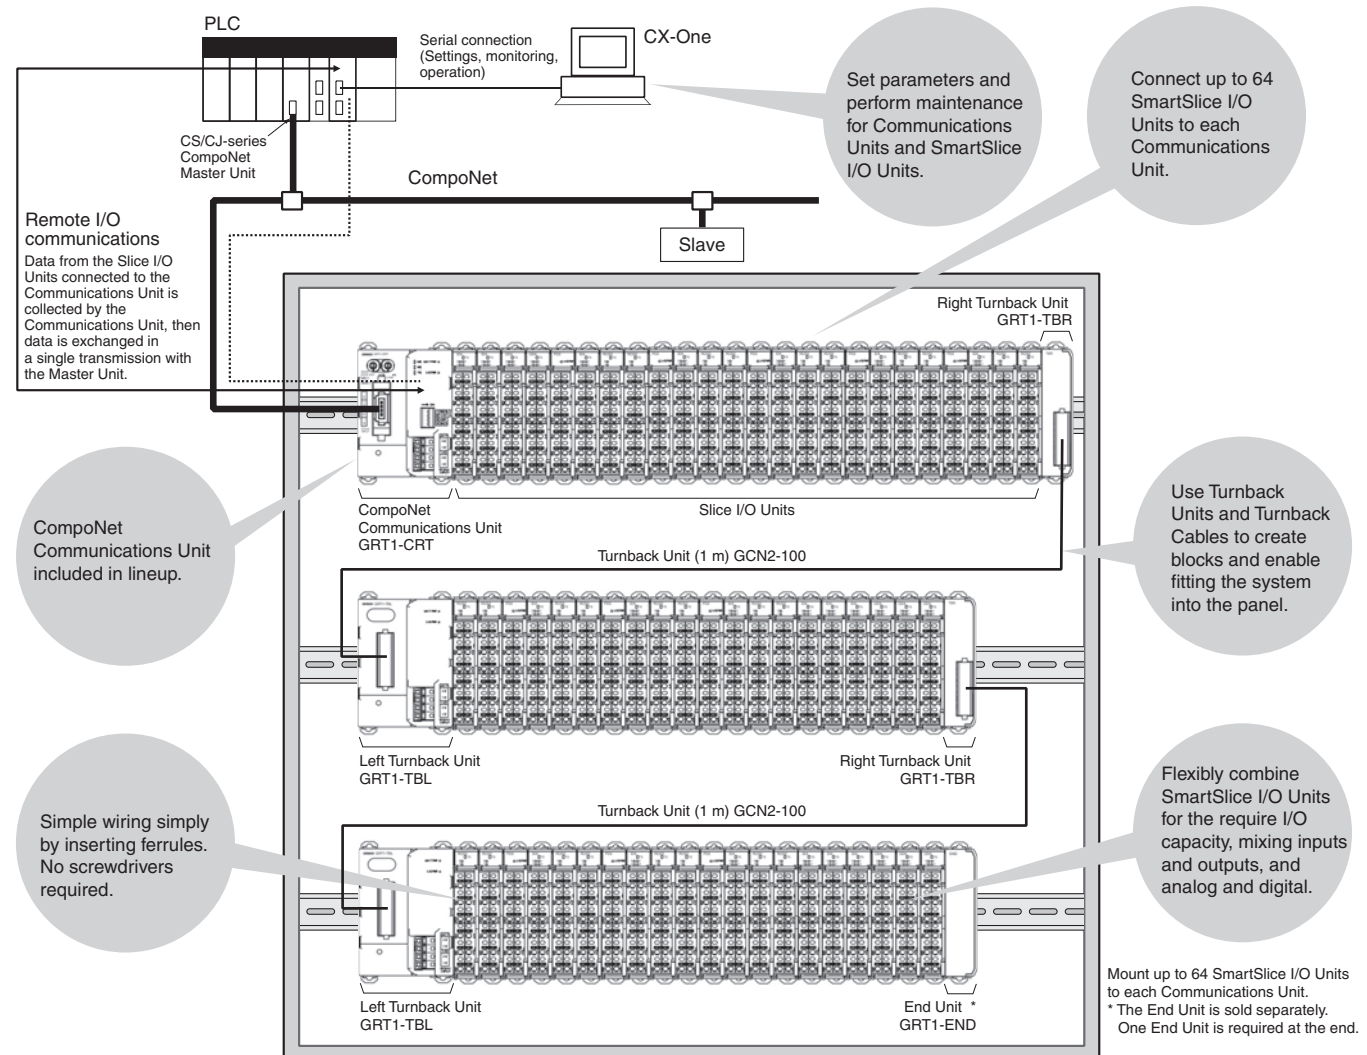 PLC
Serial connection
(Settings, monitoring,
operation)
CX-One
CS/CJ-series
CompoNet
Master Unit
CompoNet
Slave
Remote I/O
communications
Data from the Slice I/O
Units connected to the
Communications Unit is
collected by the
Communications Unit, then
data is exchanged in
a single transmission with
the Master Unit.
Set parameters and
perform maintenance
for Communications
Units and SmartSlice
I/O Units.
Connect up to 64
SmartSlice I/O
Units to each
Communications
Unit.
Right Turnback Unit
GRT1-TBR
CompoNet
Communications Unit
GRT1-CRT
Slice I/O Units
CompoNet
Communications Unit
included in lineup.
Turnback Unit (1 m) GCN2-100
Use Turnback
Units and Turnback
Cables to create
blocks and enable
fitting the system
into the panel.
Left Turnback Unit
GRT1-TBL
Right Turnback Unit
GRT1-TBR
Turnback Unit (1 m) GCN2-100
Simple wiring simply
by inserting ferrules.
No screwdrivers
required.
Flexibly combine
SmartSlice I/O Units
for the require I/O
capacity, mixing inputs
and outputs, and
analog and digital.
Left Turnback Unit
GRT1-TBL
End Unit *
GRT1-END
Mount up to 64 SmartSlice I/O Units
to each Communications Unit.
* The End Unit is sold separately.
One End Unit is required at the end.